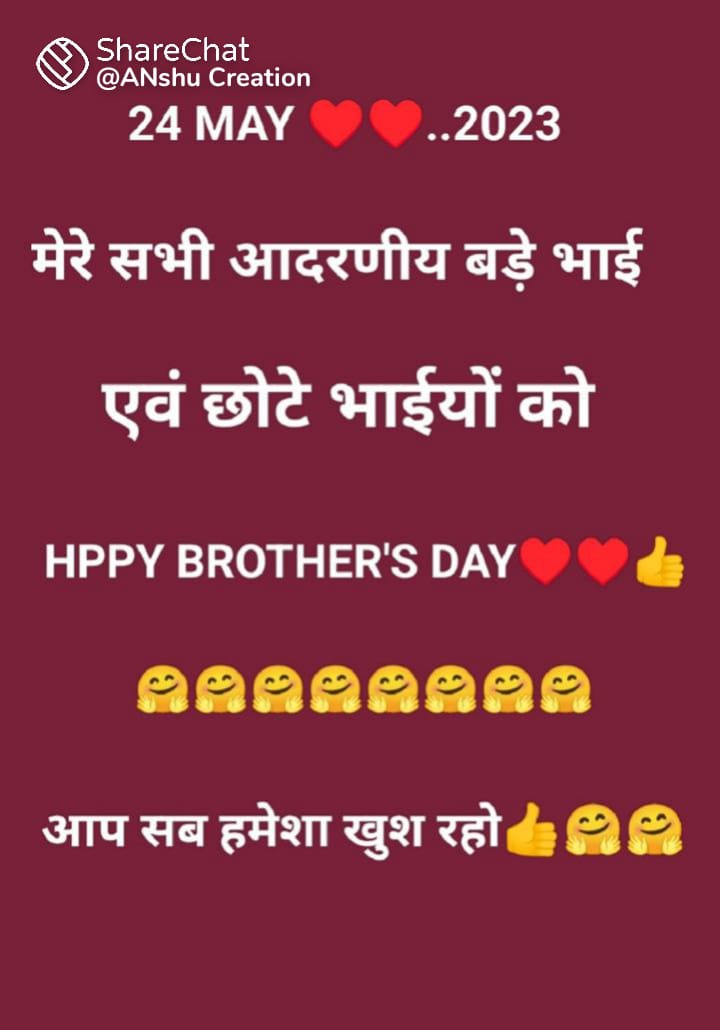 ShareChat
@ANshu Creation
24 MAY ♥️♥️..2023
मेरे सभी आदरणीय बड़े भाई
एवं छोटे भाईयों को
HPPY BROTHER'S DAY♥️♥️👍
🤗🤗🤗🤗🤗🤗🤗🤗
आप सब हमेशा खुश रहो👍🤗🤗